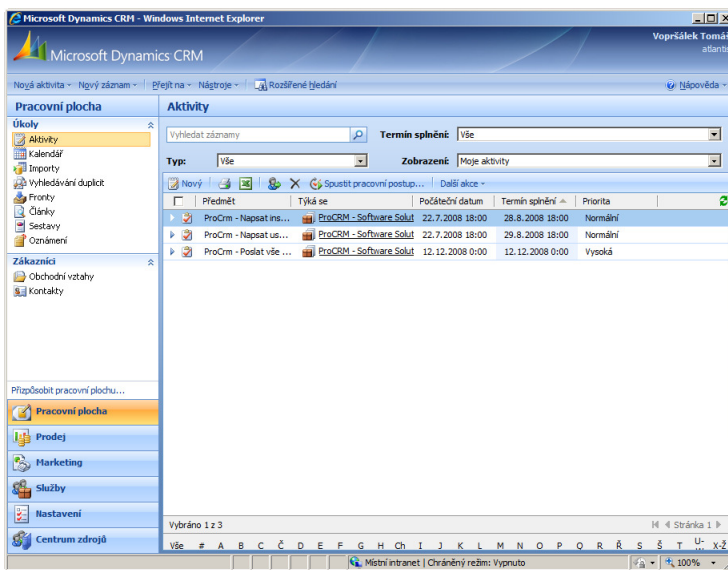 Microsoft Dynamics CRM - Windows Internet Explorer
Microsoft Dynamics CRM
Vopršálek Tomáš
atlantis
Nová aktivita Nový záznam Přejít na Nástroje Rozšířené hledání Nápověda
Pracovní plocha
Úkoly
Aktivity
Kalendář
Importy
Vyhledávání duplicit
Fronty
Články
Sestavy
Oznámení
Zákazníci
Obchodní vztahy
Kontakty
Přizpůsobit pracovní plochu...
Pracovní plocha
Prodej
Marketing
Služby
Nastavení
Centrum zdrojů
Aktivity
Vyhledat záznamy Termín splnění: Vše
Typ: Vše Zobrazení: Moje aktivity
Nový Spustit pracovní postup... Další akce
Předmět Týká se Počáteční datum Termín splnění Priorita
ProCrm - Napsat ins... ProCRM - Software Solut 22.7.2008 18:00 28.8.2008 18:00 Normální
ProCrm - Napsat us... ProCRM - Software Solut 22.7.2008 18:00 29.8.2008 18:00 Normální
ProCrm - Poslat vše ... ProCRM - Software Solut 12.12.2008 0:00 12.12.2008 0:00 Vysoká
Vybráno 1 z 3 Stránka 1
Vše # A B C Č D E F G H Ch I J K L M N O P Q R Ř S Š T U- X-Ž
Místní intranet | Chráněný režim: Vypnuto 100%